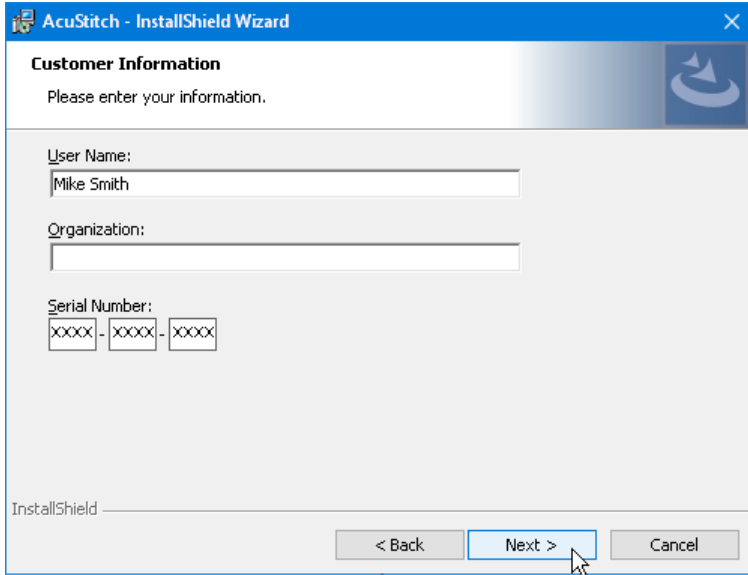 AcuStitch - InstallShield Wizard
Customer Information
Please enter your information.
User Name:
Mike Smith
Organization:
Serial Number:
XXXX - XXXX - XXXX
InstallShield
< Back Next > Cancel